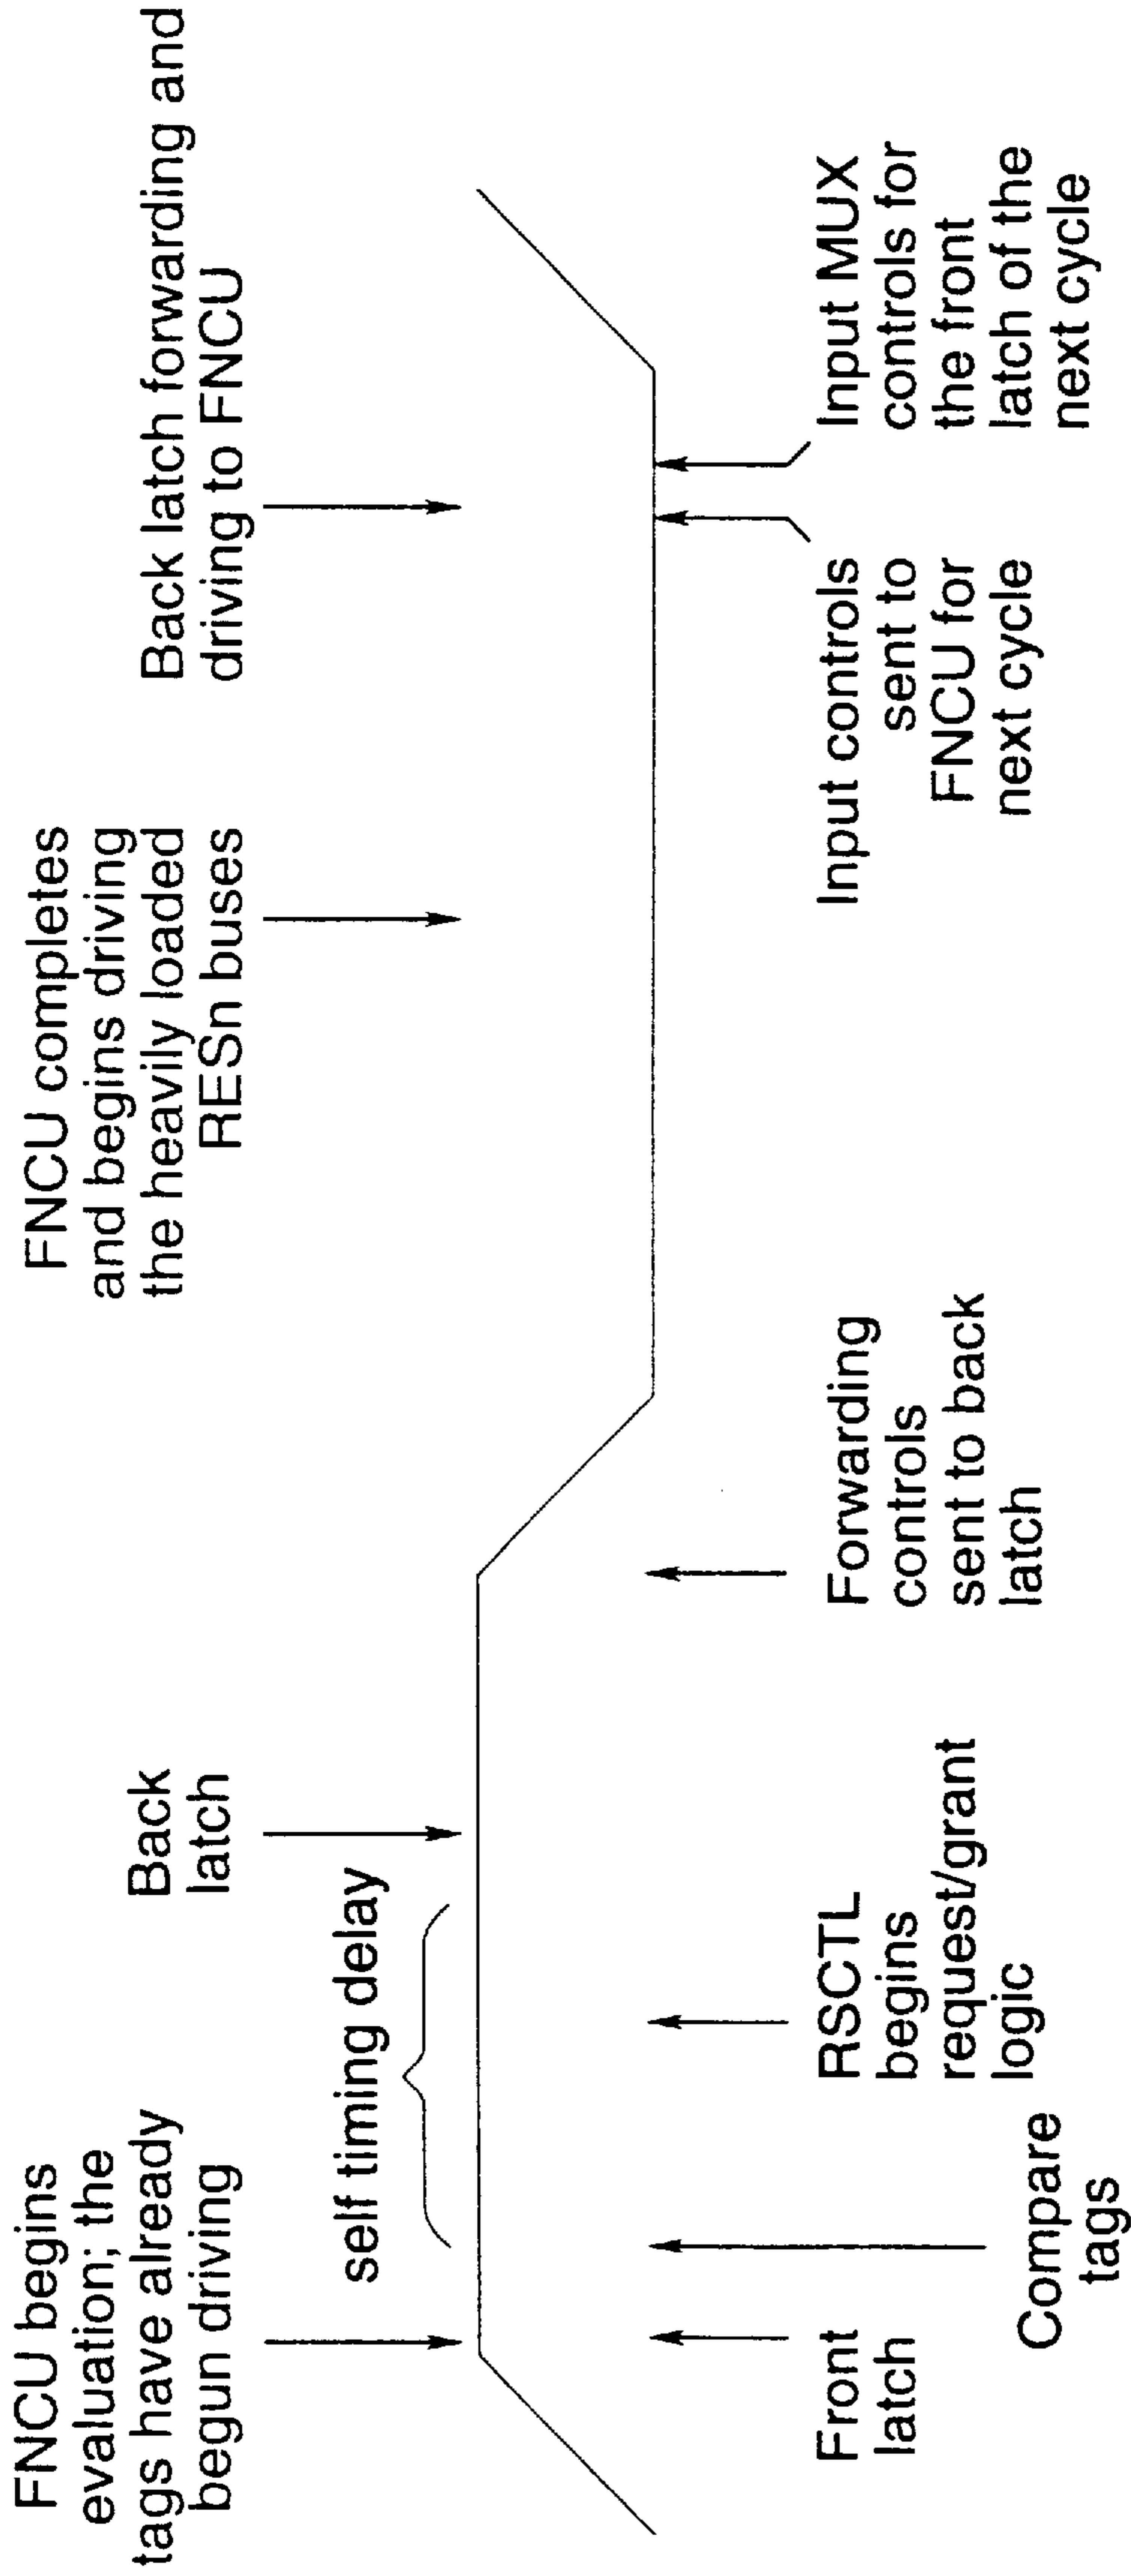 FNCU begins
evaluation; the
tags have already
begun driving
self timing delay
Back
latch
FNCU completes
and begins driving
the heavily loaded
RESn buses
Back latch forwarding and
driving to FNCU
Front
latch
Compare
tags
RSCTL
begins
request/grant
logic
Forwarding
controls
sent to back
latch
Input controls
sent to
FNCU for
next cycle
Input MUX
controls for
the front
latch of the
next cycle